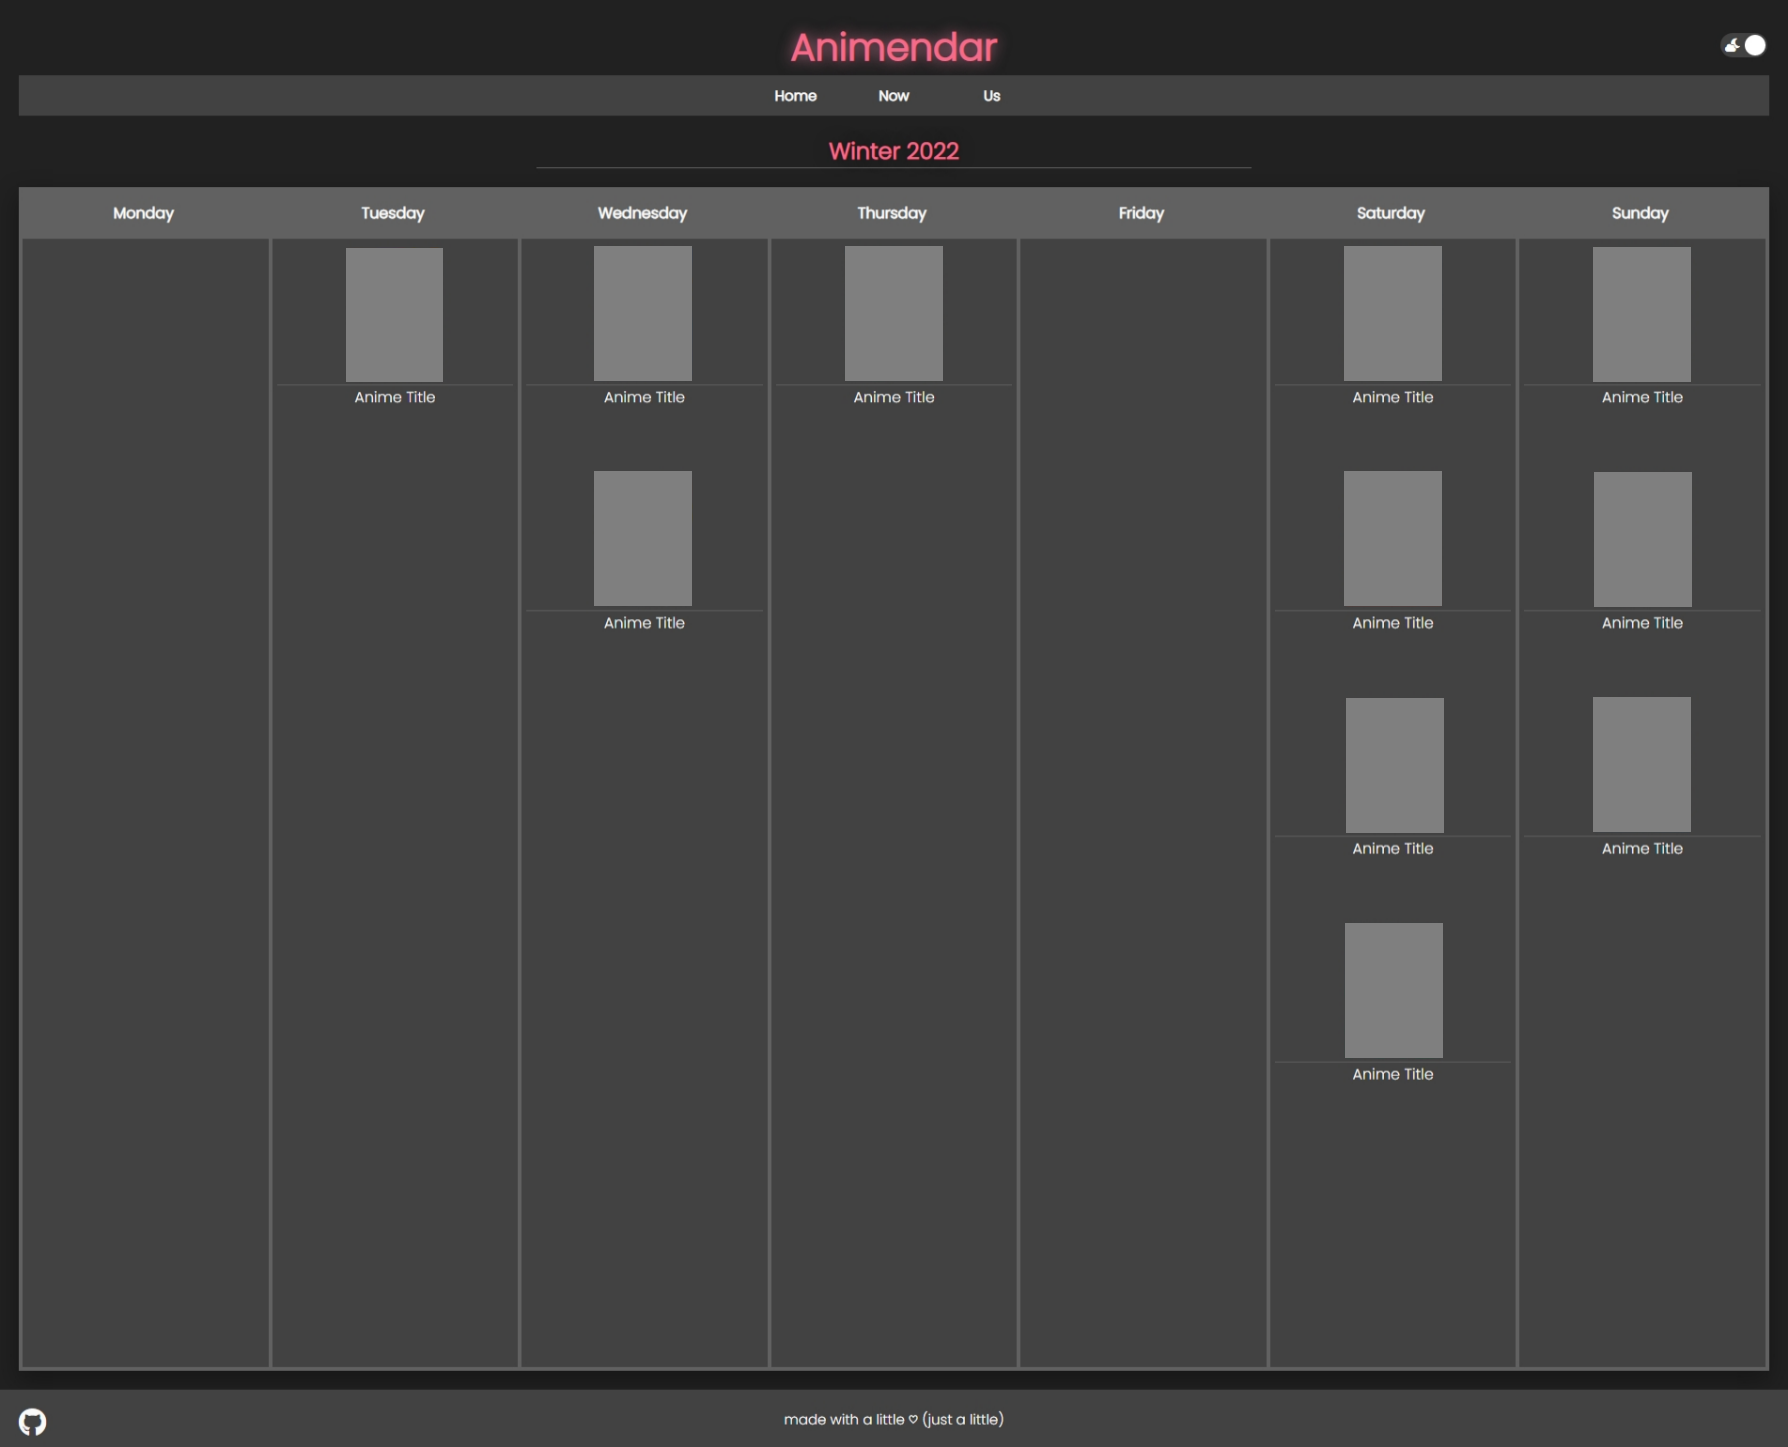 Animendar
Home Now Us
Winter 2022
Monday Tuesday Wednesday Thursday Friday Saturday Sunday
Anime Title Anime Title Anime Title Anime Title Anime Title
Anime Title Anime Title Anime Title
Anime Title Anime Title
Anime Title
made with a little ♡ (just a little)